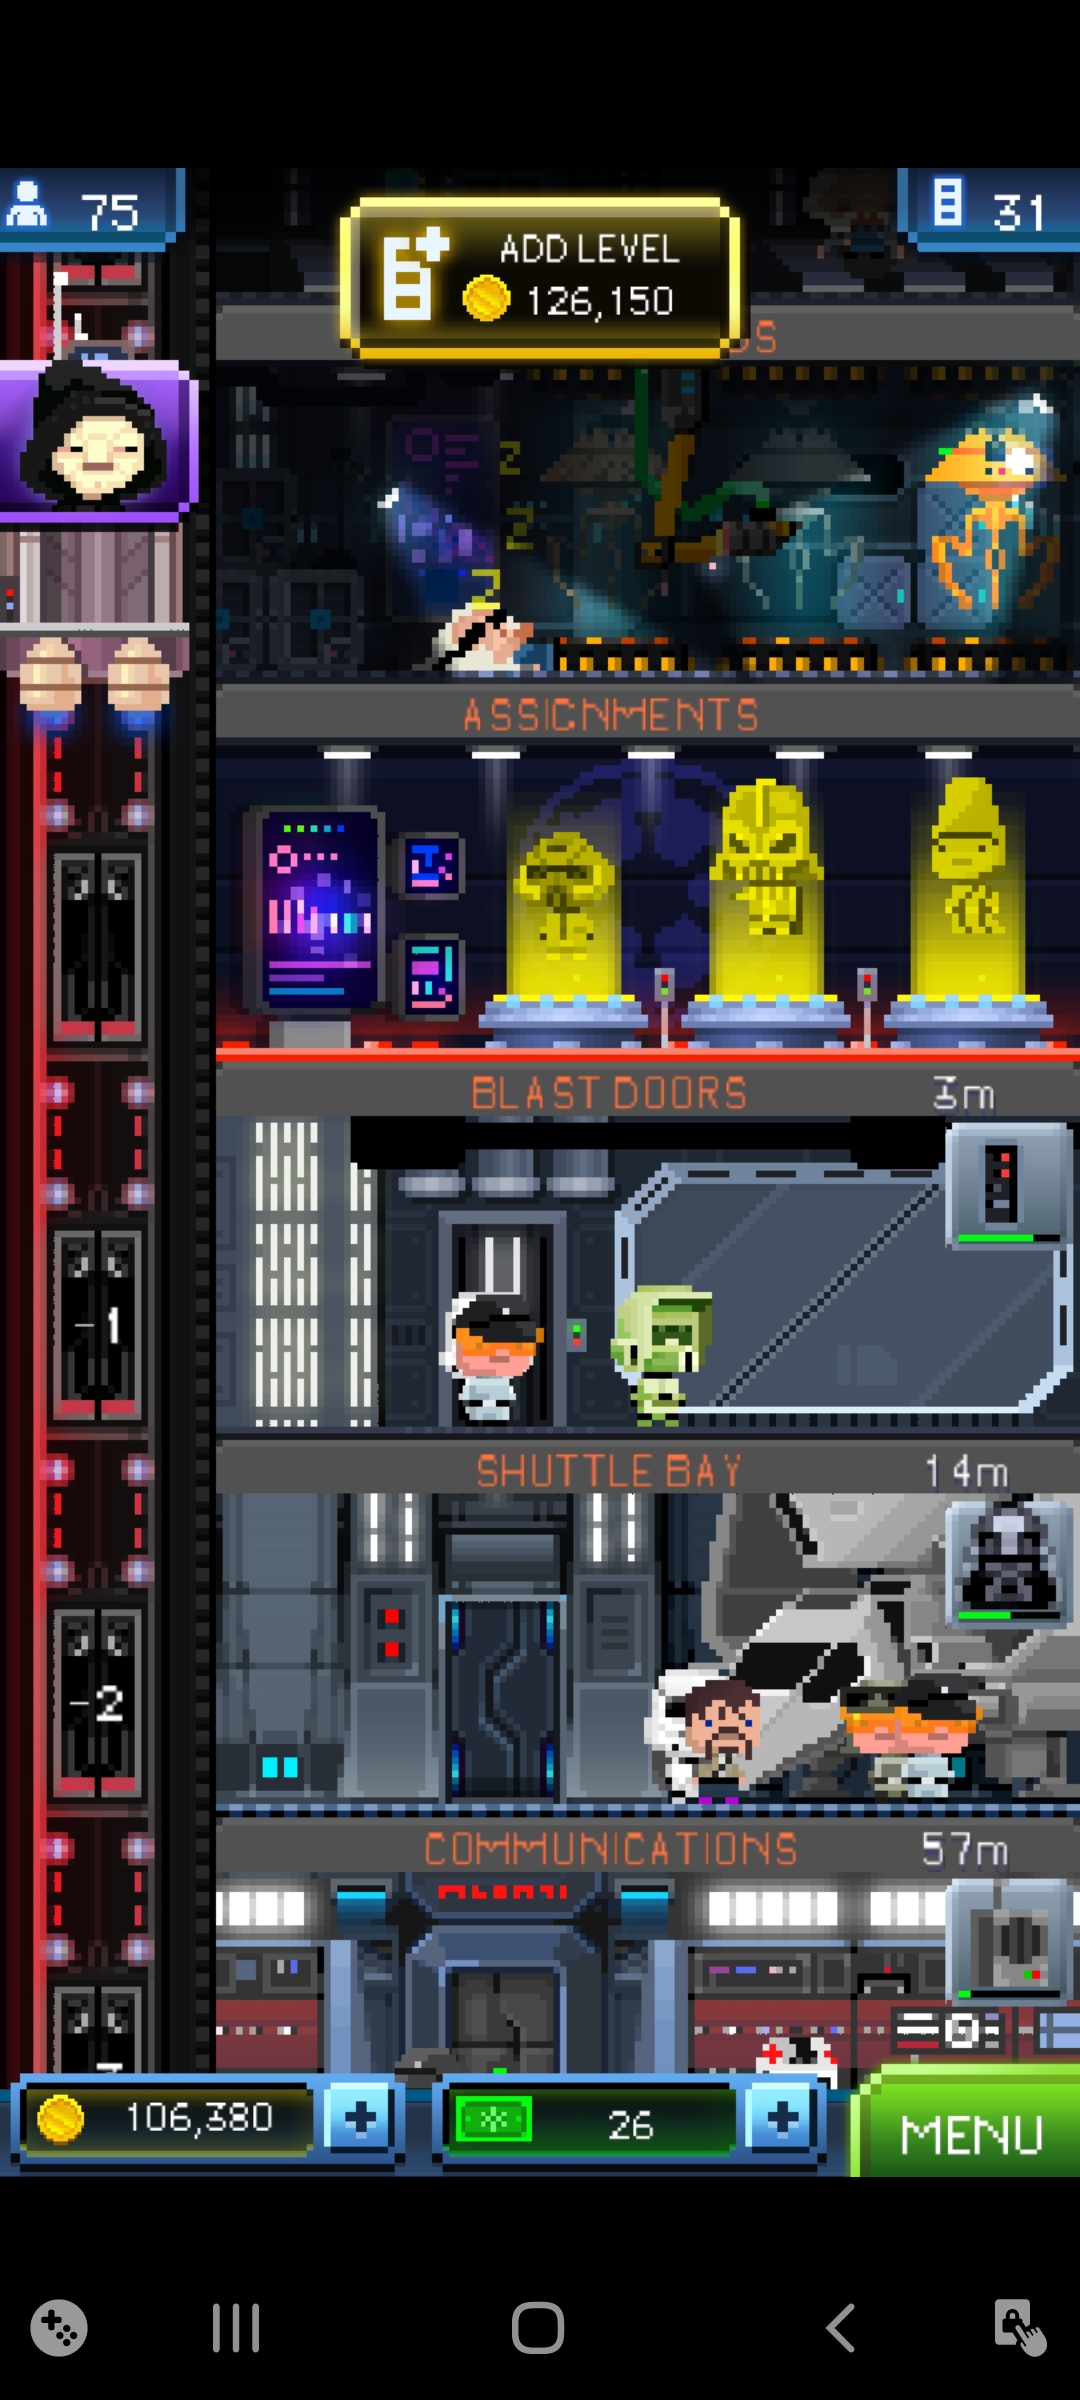 75
ADD LEVEL
126,150
31
DS
Z
Z
Z
ASSIGNMENTS
BLAST DOORS 3m
-1
SHUTTLE BAY 14m
-2
COMMUNICATIONS 57m
106,380
26
MENU